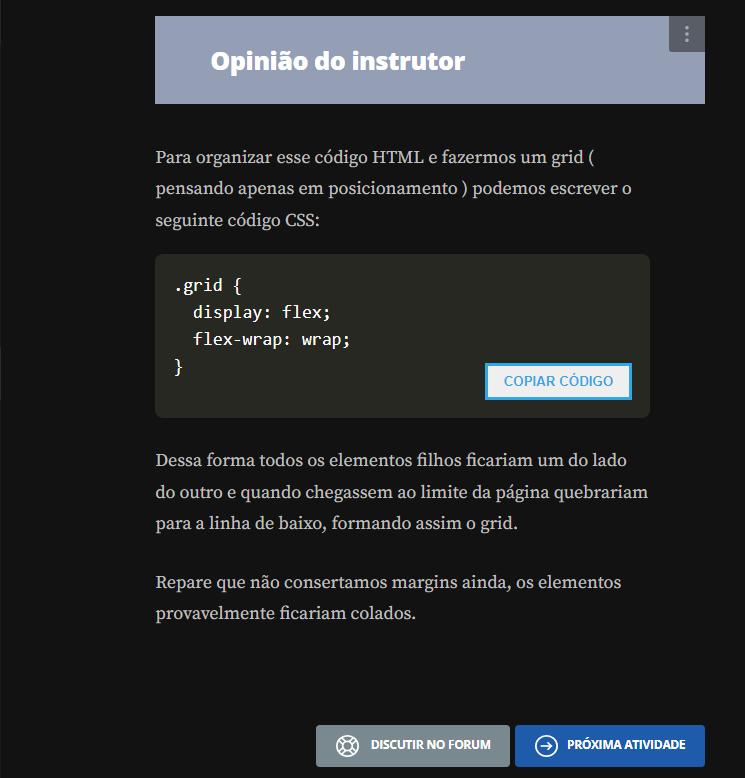 Opinião do instrutor
Para organizar esse código HTML e fazermos um grid (
pensando apenas em posicionamento ) podemos escrever o
seguinte código CSS:
.grid {
  display: flex;
  flex-wrap: wrap;
}
COPIAR CÓDIGO
Dessa forma todos os elementos filhos ficariam um do lado
do outro e quando chegassem ao limite da página quebrariam
para a linha de baixo, formando assim o grid.
Repare que não consertamos margins ainda, os elementos
provavelmente ficariam colados.
DISCUTIR NO FORUM
PRÓXIMA ATIVIDADE